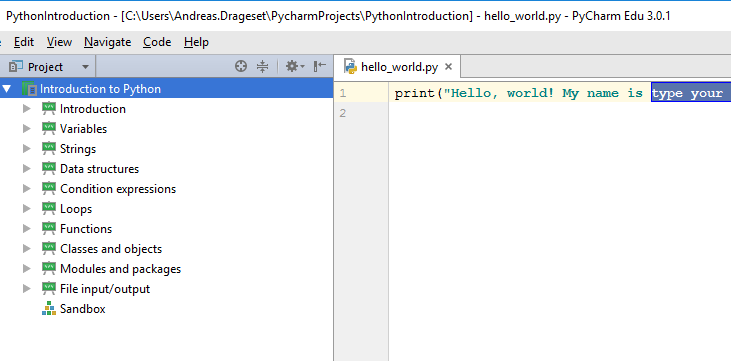 PythonIntroduction - [C:\Users\Andreas.Drageset\PycharmProjects\PythonIntroduction] - hello_world.py - PyCharm Edu 3.0.1
Edit View Navigate Code Help
Project
hello_world.py
Introduction to Python
Introduction
Variables
Strings
Data structures
Condition expressions
Loops
Functions
Classes and objects
Modules and packages
File input/output
Sandbox
1 print("Hello, world! My name is type your
2